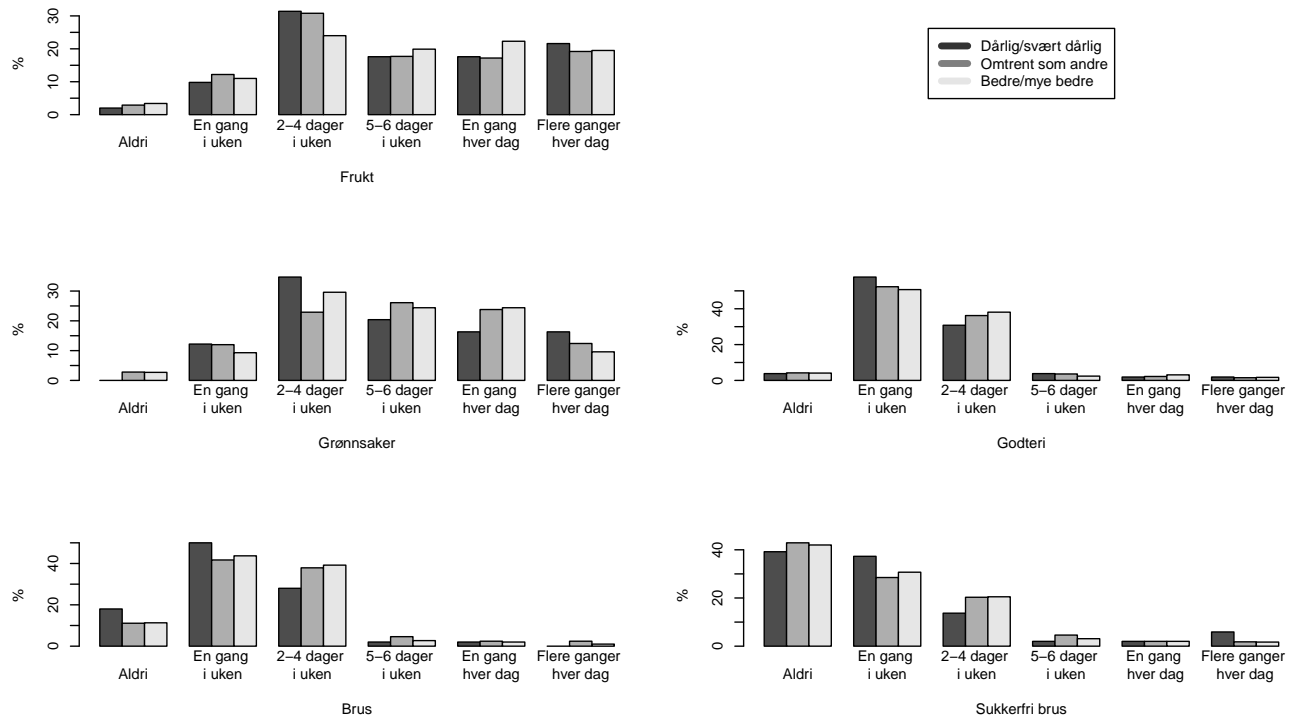 %
0
10
20
30
Aldri
En gang
i uken
2−4 dager
i uken
5−6 dager
i uken
En gang
hver dag
Flere ganger
hver dag
Frukt
Dårlig/svært dårlig
Omtrent som andre
Bedre/mye bedre
%
0
10
20
30
Aldri
En gang
i uken
2−4 dager
i uken
5−6 dager
i uken
En gang
hver dag
Flere ganger
hver dag
Grønnsaker
%
0
20
40
Aldri
En gang
i uken
2−4 dager
i uken
5−6 dager
i uken
En gang
hver dag
Flere ganger
hver dag
Godteri
%
0
20
40
Aldri
En gang
i uken
2−4 dager
i uken
5−6 dager
i uken
En gang
hver dag
Flere ganger
hver dag
Brus
%
0
20
40
Aldri
En gang
i uken
2−4 dager
i uken
5−6 dager
i uken
En gang
hver dag
Flere ganger
hver dag
Sukkerfri brus